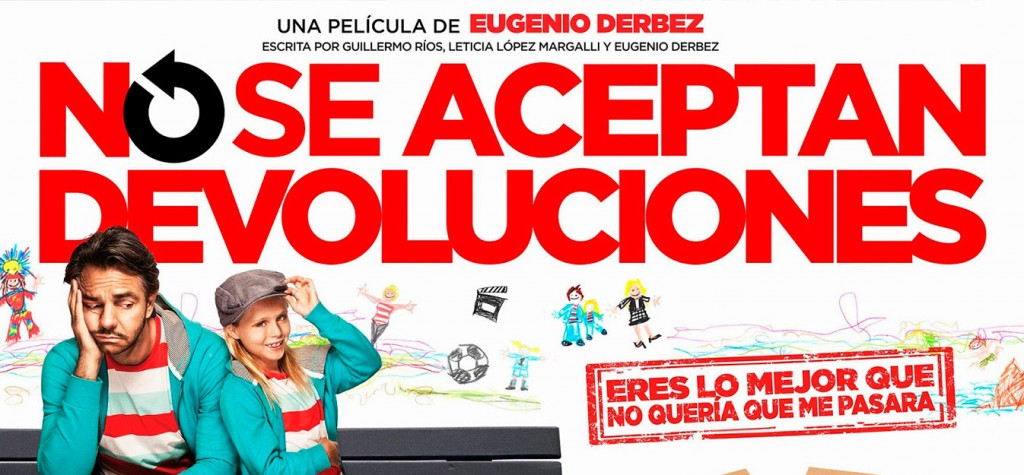 UNA PELÍCULA DE EUGENIO DERBEZ
ESCRITA POR GUILLERMO RÍOS, LETICIA LÓPEZ MARGALLI Y EUGENIO DERBEZ
NO SE ACEPTAN
DEVOLUCIONES
ERES LO MEJOR QUE
NO QUERÍA QUE ME PASARA